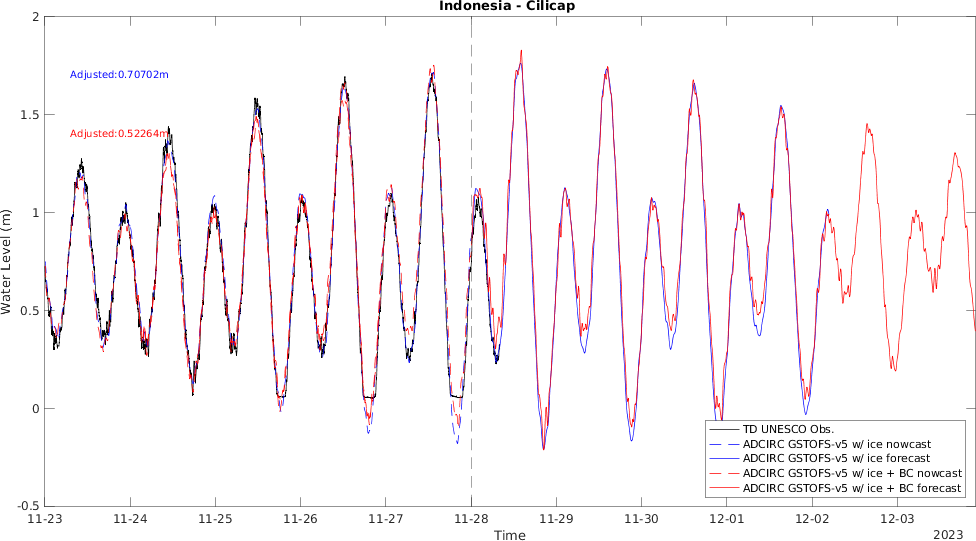 Indonesia - Cilicap
2
1.5
1
0.5
0
-0.5
Water Level (m)
Adjusted:0.70702m
Adjusted:0.52264m
TD UNESCO Obs.
ADCIRC GSTOFS-v5 w/ ice nowcast
ADCIRC GSTOFS-v5 w/ ice forecast
ADCIRC GSTOFS-v5 w/ ice + BC nowcast
ADCIRC GSTOFS-v5 w/ ice + BC forecast
11-23 11-24 11-25 11-26 11-27 11-28 11-29 11-30 12-01 12-02 12-03
Time
2023